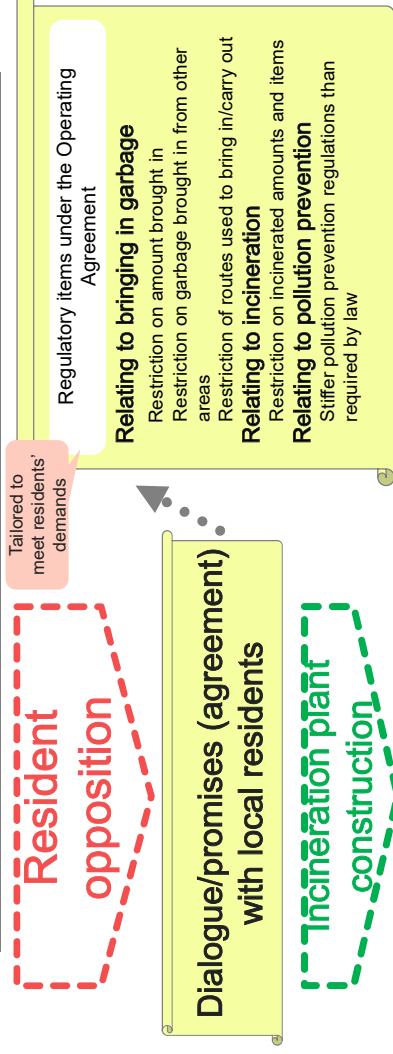 Resident
opposition
Dialogue/promises (agreement)
with local residents
Incineration plant
construction
Tailored to
meet residents’
demands
Regulatory items under the Operating
Agreement
Relating to bringing in garbage
Restriction on amount brought in
Restriction on garbage brought in from other
areas
Restriction of routes used to bring in/carry out
Relating to incineration
Restriction on incinerated amounts and items
Relating to pollution prevention
Stiffer pollution prevention regulations than
required by law